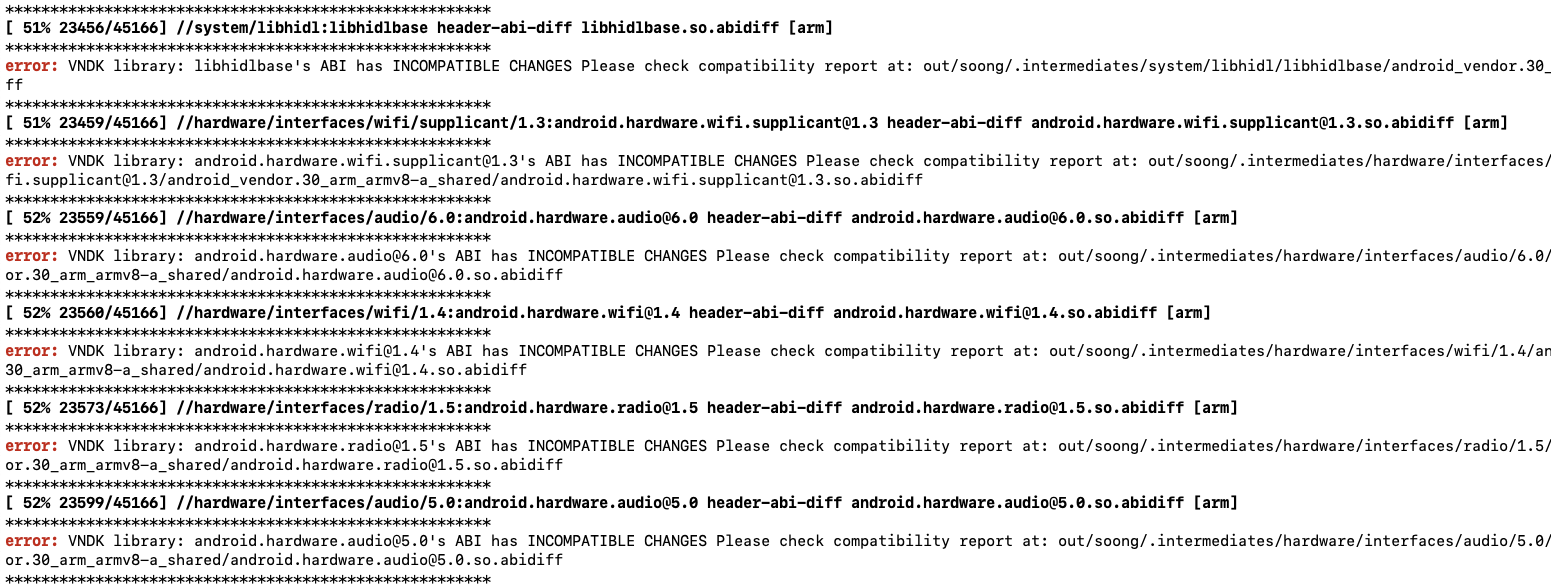 ******************************************************
[ 51% 23456/45166] //system/libhidl:libhidlbase header-abi-diff libhidlbase.so.abidiff [arm]
******************************************************
error: VNDK library: libhidlbase's ABI has INCOMPATIBLE CHANGES Please check compatibility report at: out/soong/.intermediates/system/libhidl/libhidlbase/android_vendor.30_
ff
******************************************************
[ 51% 23459/45166] //hardware/interfaces/wifi/supplicant/1.3:android.hardware.wifi.supplicant@1.3 header-abi-diff android.hardware.wifi.supplicant@1.3.so.abidiff [arm]
******************************************************
error: VNDK library: android.hardware.wifi.supplicant@1.3's ABI has INCOMPATIBLE CHANGES Please check compatibility report at: out/soong/.intermediates/hardware/interfaces/
fi.supplicant@1.3/android_vendor.30_arm_armv8-a_shared/android.hardware.wifi.supplicant@1.3.so.abidiff
******************************************************
[ 52% 23559/45166] //hardware/interfaces/audio/6.0:android.hardware.audio@6.0 header-abi-diff android.hardware.audio@6.0.so.abidiff [arm]
******************************************************
error: VNDK library: android.hardware.audio@6.0's ABI has INCOMPATIBLE CHANGES Please check compatibility report at: out/soong/.intermediates/hardware/interfaces/audio/6.0/
or.30_arm_armv8-a_shared/android.hardware.audio@6.0.so.abidiff
******************************************************
[ 52% 23560/45166] //hardware/interfaces/wifi/1.4:android.hardware.wifi@1.4 header-abi-diff android.hardware.wifi@1.4.so.abidiff [arm]
******************************************************
error: VNDK library: android.hardware.wifi@1.4's ABI has INCOMPATIBLE CHANGES Please check compatibility report at: out/soong/.intermediates/hardware/interfaces/wifi/1.4/an
30_arm_armv8-a_shared/android.hardware.wifi@1.4.so.abidiff
******************************************************
[ 52% 23573/45166] //hardware/interfaces/radio/1.5:android.hardware.radio@1.5 header-abi-diff android.hardware.radio@1.5.so.abidiff [arm]
******************************************************
error: VNDK library: android.hardware.radio@1.5's ABI has INCOMPATIBLE CHANGES Please check compatibility report at: out/soong/.intermediates/hardware/interfaces/radio/1.5/
or.30_arm_armv8-a_shared/android.hardware.radio@1.5.so.abidiff
******************************************************
[ 52% 23599/45166] //hardware/interfaces/audio/5.0:android.hardware.audio@5.0 header-abi-diff android.hardware.audio@5.0.so.abidiff [arm]
******************************************************
error: VNDK library: android.hardware.audio@5.0's ABI has INCOMPATIBLE CHANGES Please check compatibility report at: out/soong/.intermediates/hardware/interfaces/audio/5.0/
or.30_arm_armv8-a_shared/android.hardware.audio@5.0.so.abidiff
******************************************************